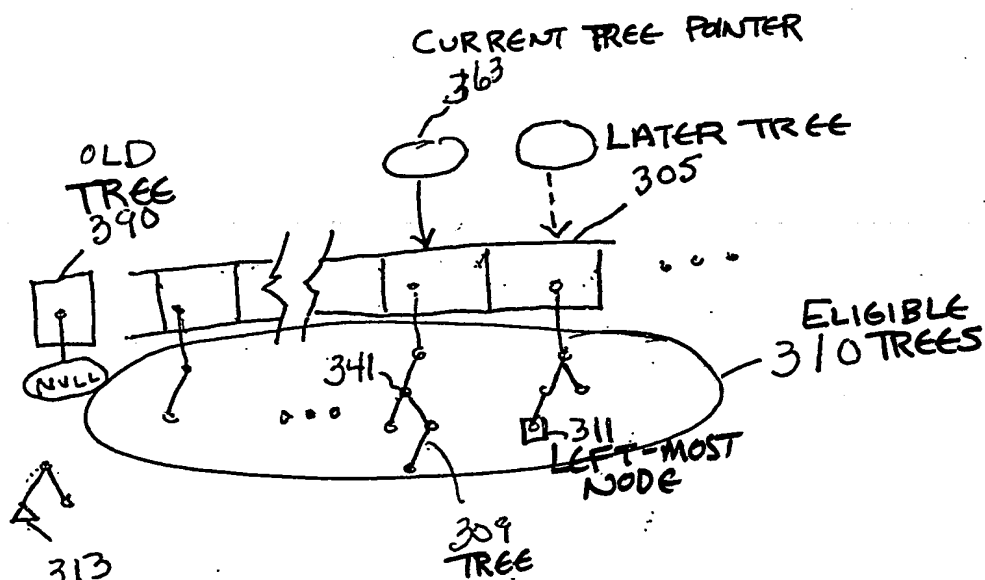 CURRENT TREE POINTER
363
LATER TREE
305
OLD
TREE
390
ELIGIBLE
310 TREES
NULL
341
311
LEFT-MOST
NODE
309
TREE
313